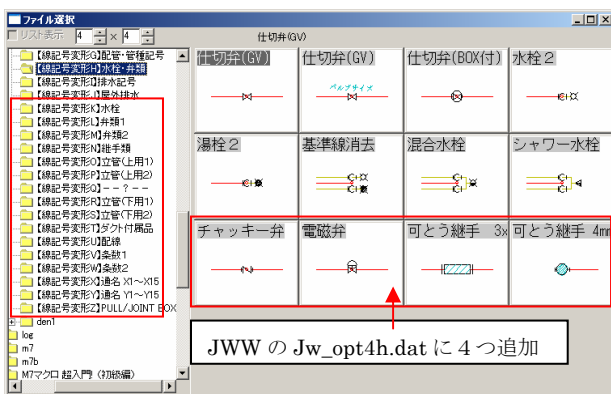 ファイル選択
リスト表示 4 × 4 仕切弁(GV)
【線記号変形G】配管・管種記号
【線記号変形H】水栓・弁類
【線記号変形I】排水記号
【線記号変形J】屋外排水
【線記号変形K】水栓
【線記号変形L】弁類1
【線記号変形M】弁類2
【線記号変形N】継手類
【線記号変形O】立管(上用1)
【線記号変形P】立管(上用2)
【線記号変形Q】--?--
【線記号変形R】立管(下用1)
【線記号変形S】立管(下用2)
【線記号変形T】ダクト付属品
【線記号変形U】配線
【線記号変形V】条数1
【線記号変形W】条数2
【線記号変形X】通名 X1～X15
【線記号変形Y】通名 Y1～Y15
【線記号変形Z】PULL/JOINT BOX
den1
log
m7
m7b
M7マクロ 超入門! (初級編)
仕切弁(GV) 仕切弁(GV) 仕切弁(BOX付) 水栓2
バルブサイズ
湯栓2 基準線消去 混合水栓 シャワー水栓
チャッキー弁 電磁弁 可とう継手 3x 可とう継手 4mm
JWW の Jw_opt4h.dat に４つ追加